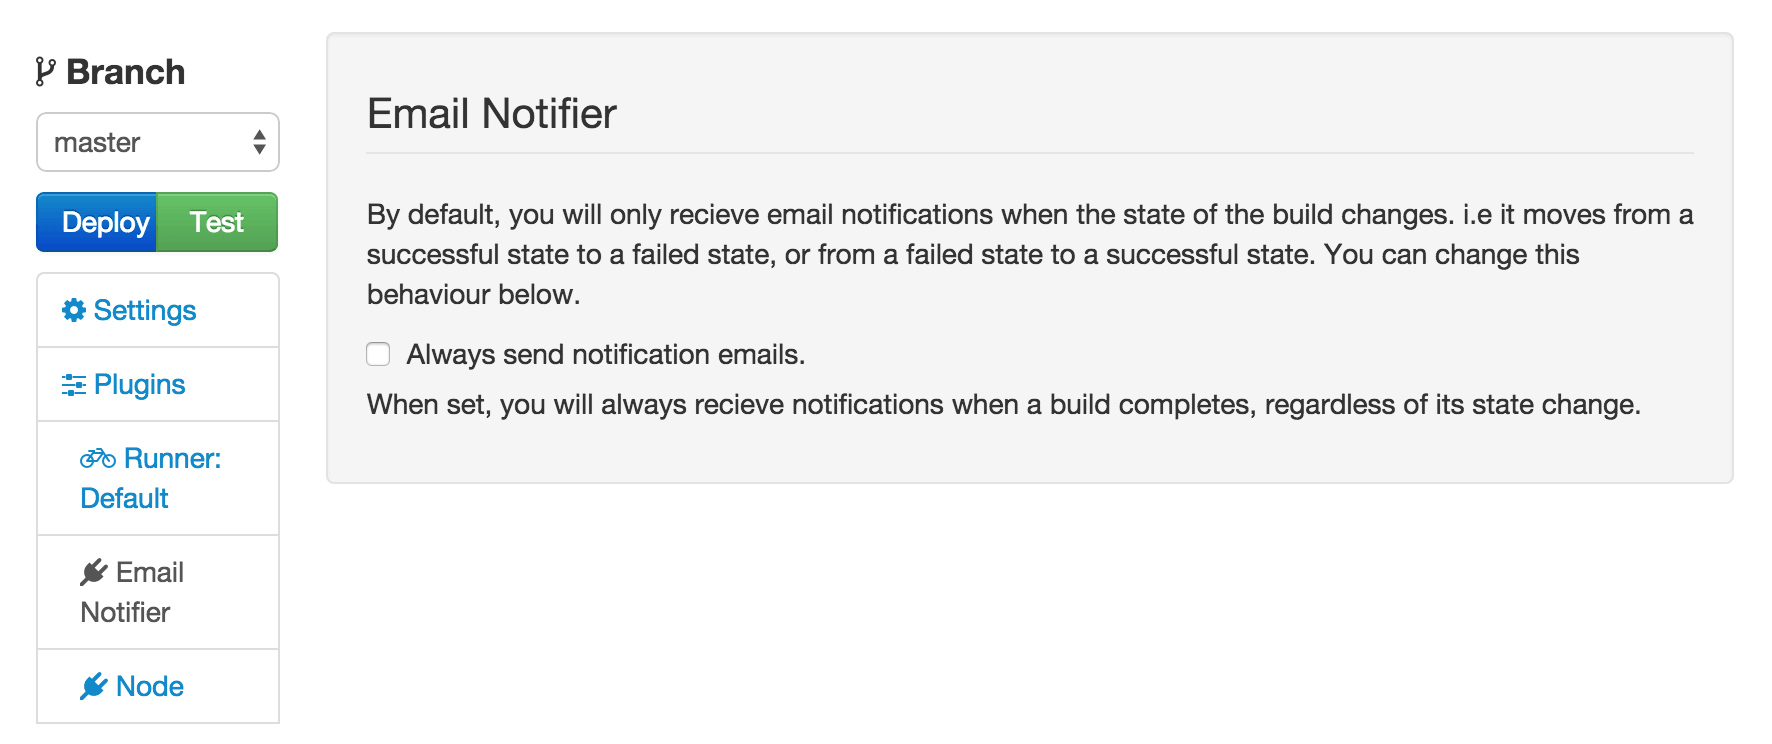 Branch
master
Deploy
Test
Settings
Plugins
Runner:
Default
Email
Notifier
Node
Email Notifier
By default, you will only recieve email notifications when the state of the build changes. i.e it moves from a
successful state to a failed state, or from a failed state to a successful state. You can change this
behaviour below.
Always send notification emails.
When set, you will always recieve notifications when a build completes, regardless of its state change.